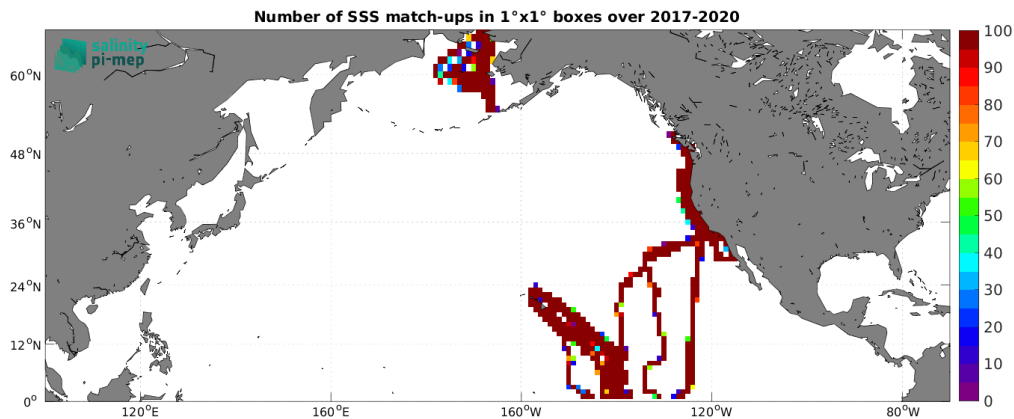 Number of SSS match-ups in 1°x1° boxes over 2017-2020
salinity
pi-mep
60°N
48°N
36°N
24°N
12°N
0°
120°E
160°E
160°W
120°W
80°W
100
90
80
70
60
50
40
30
20
10
0